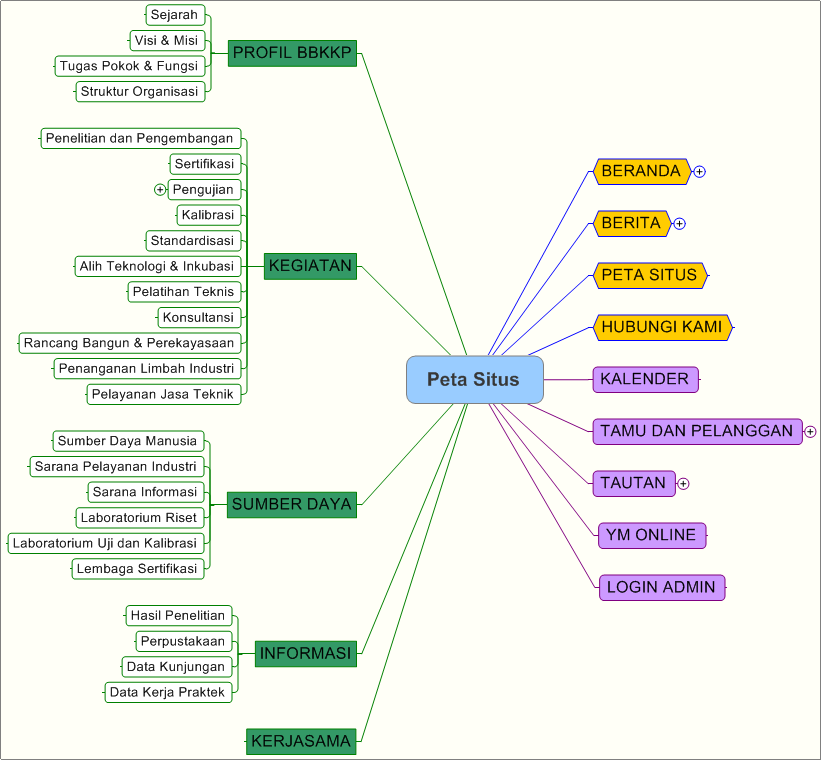 Peta Situs
PROFIL BBKKP
Sejarah
Visi & Misi
Tugas Pokok & Fungsi
Struktur Organisasi
KEGIATAN
Penelitian dan Pengembangan
Sertifikasi
Pengujian
Kalibrasi
Standardisasi
Alih Teknologi & Inkubasi
Pelatihan Teknis
Konsultansi
Rancang Bangun & Perekayasaan
Penanganan Limbah Industri
Pelayanan Jasa Teknik
SUMBER DAYA
Sumber Daya Manusia
Sarana Pelayanan Industri
Sarana Informasi
Laboratorium Riset
Laboratorium Uji dan Kalibrasi
Lembaga Sertifikasi
INFORMASI
Hasil Penelitian
Perpustakaan
Data Kunjungan
Data Kerja Praktek
KERJASAMA
BERANDA
BERITA
PETA SITUS
HUBUNGI KAMI
KALENDER
TAMU DAN PELANGGAN
TAUTAN
YM ONLINE
LOGIN ADMIN